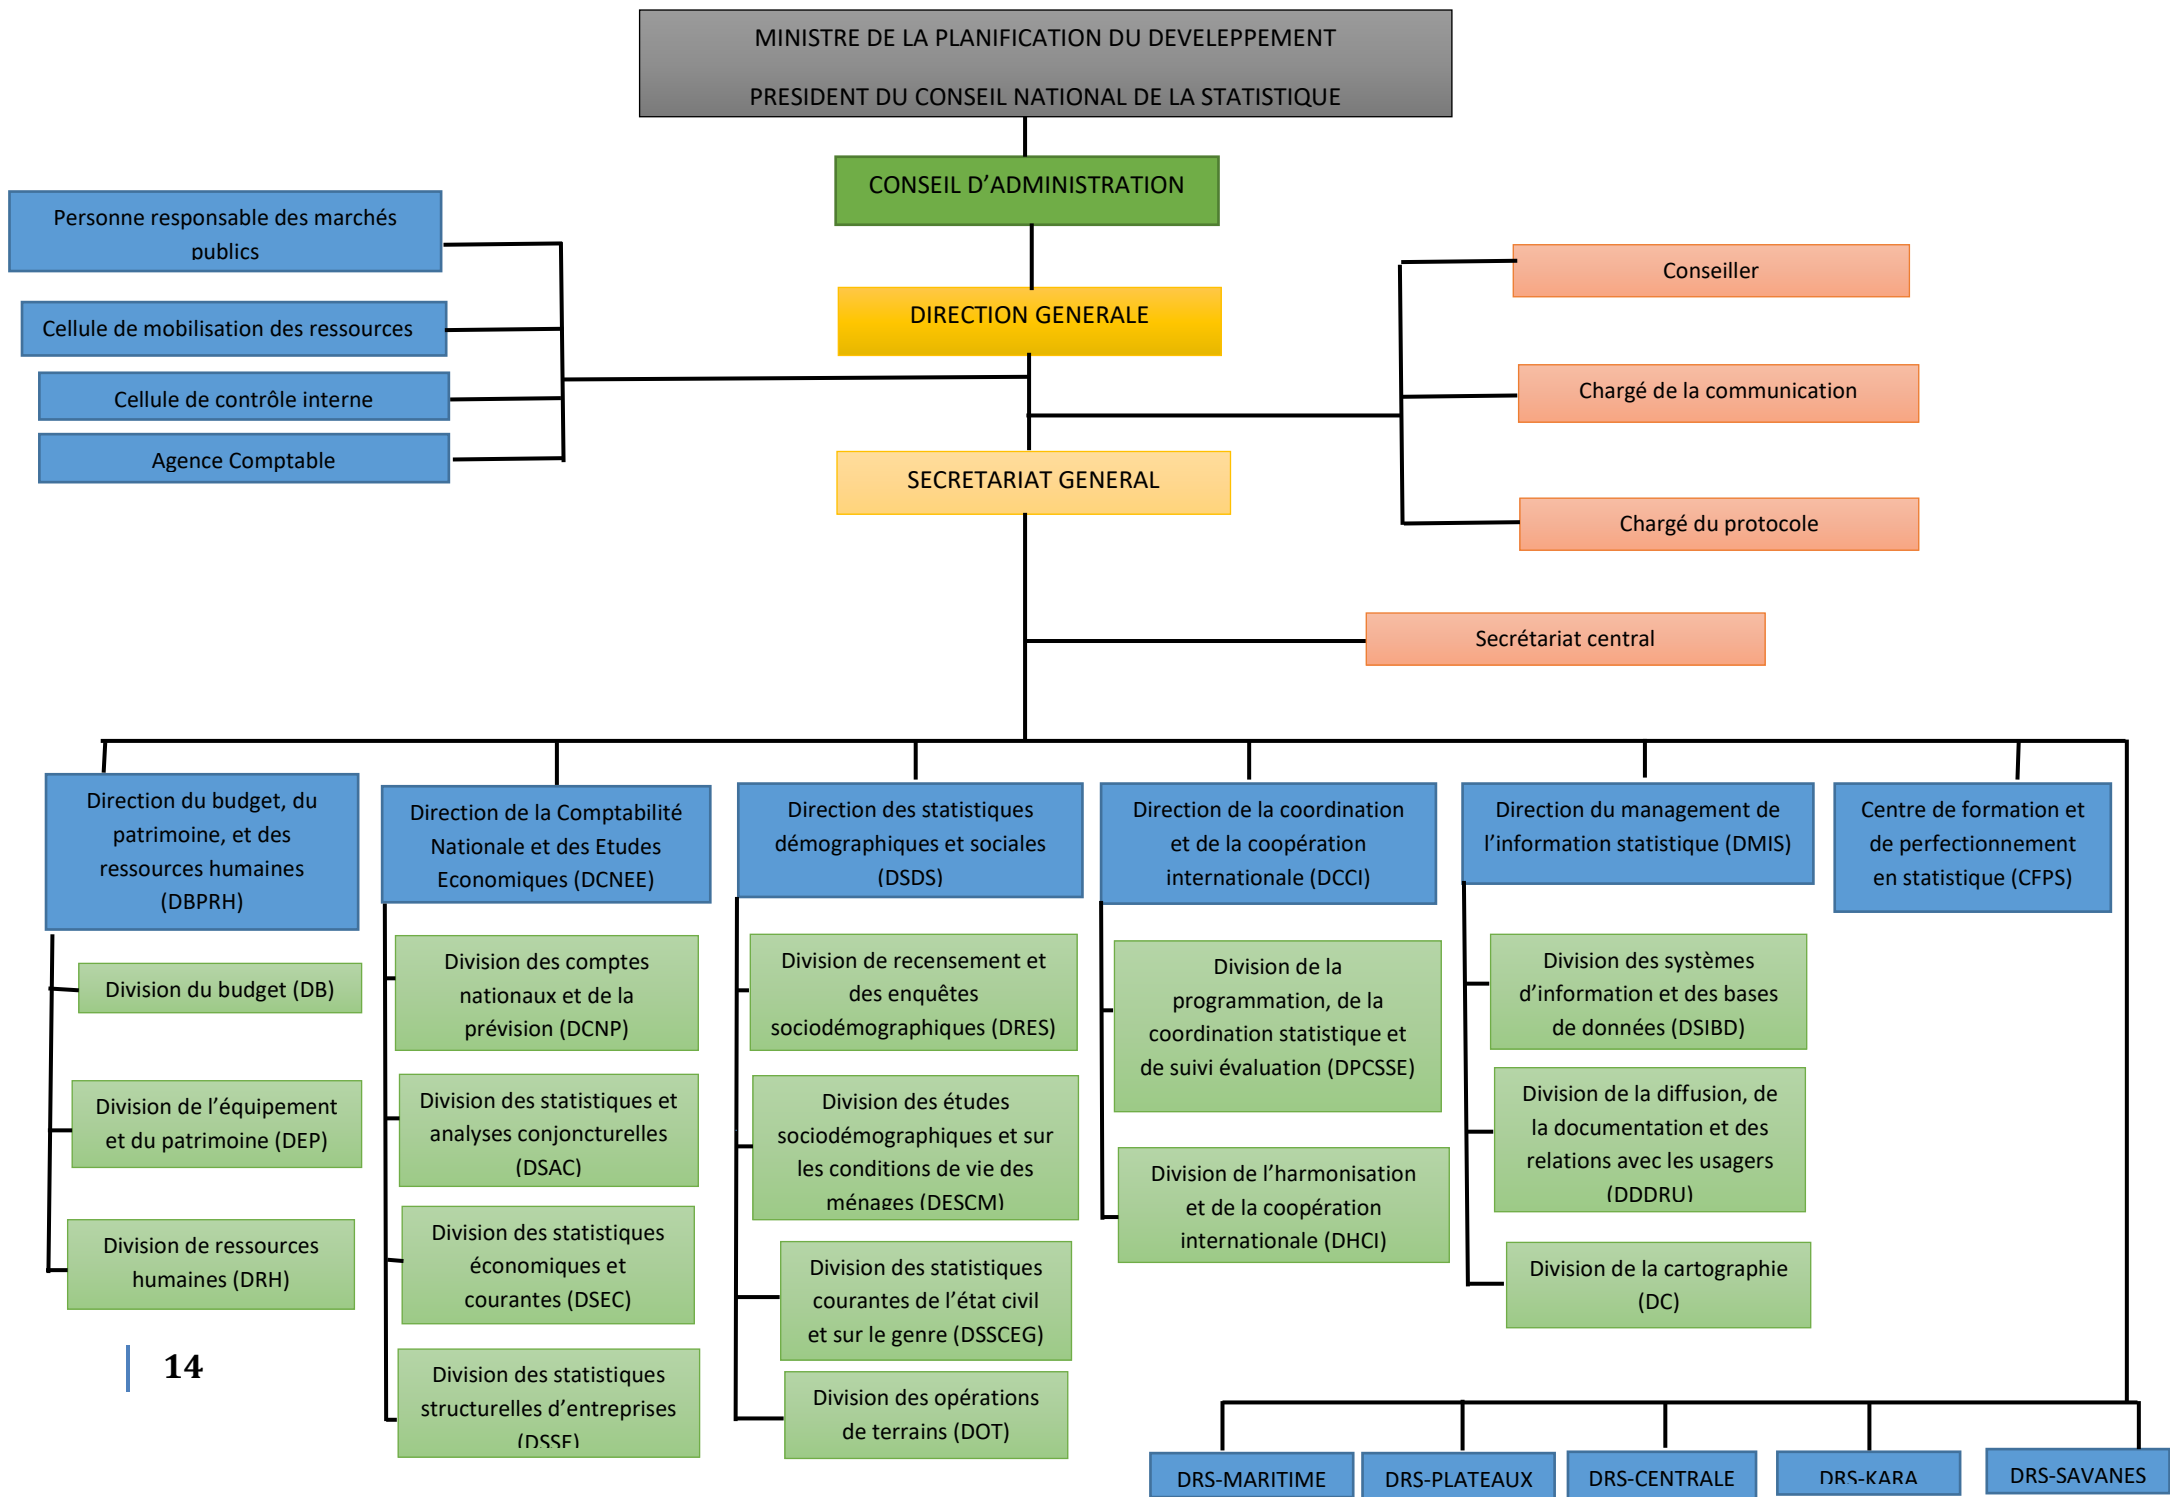 MINISTRE DE LA PLANIFICATION DU DEVELEPPEMENT
PRESIDENT DU CONSEIL NATIONAL DE LA STATISTIQUE
CONSEIL D’ADMINISTRATION
Personne responsable des marchés
publics
Cellule de mobilisation des ressources
Cellule de contrôle interne
Agence Comptable
DIRECTION GENERALE
Conseiller
Chargé de la communication
Chargé du protocole
SECRETARIAT GENERAL
Secrétariat central
Direction du budget, du
patrimoine, et des
ressources humaines
(DBPRH)
Division du budget (DB)
Division de l’équipement
et du patrimoine (DEP)
Division de ressources
humaines (DRH)
Direction de la Comptabilité
Nationale et des Etudes
Economiques (DCNEE)
Division des comptes
nationaux et de la
prévision (DCNP)
Division des statistiques et
analyses conjoncturelles
(DSAC)
Division des statistiques
économiques et
courantes (DSEC)
Division des statistiques
structurelles d’entreprises
(DSSE)
Direction des statistiques
démographiques et sociales
(DSDS)
Division de recensement et
des enquêtes
sociodémographiques (DRES)
Division des études
sociodémographiques et sur
les conditions de vie des
ménages (DESCM)
Division des statistiques
courantes de l’état civil
et sur le genre (DSSCEG)
Division des opérations
de terrains (DOT)
Direction de la coordination
et de la coopération
internationale (DCCI)
Division de la
programmation, de la
coordination statistique et
de suivi évaluation (DPCSSE)
Division de l’harmonisation
et de la coopération
internationale (DHCI)
Direction du management de
l’information statistique (DMIS)
Division des systèmes
d’information et des bases
de données (DSIBD)
Division de la diffusion, de
la documentation et des
relations avec les usagers
(DDDRU)
Division de la cartographie
(DC)
Centre de formation et
de perfectionnement
en statistique (CFPS)
DRS-MARITIME
DRS-PLATEAUX
DRS-CENTRALE
DRS-KARA
DRS-SAVANES
14